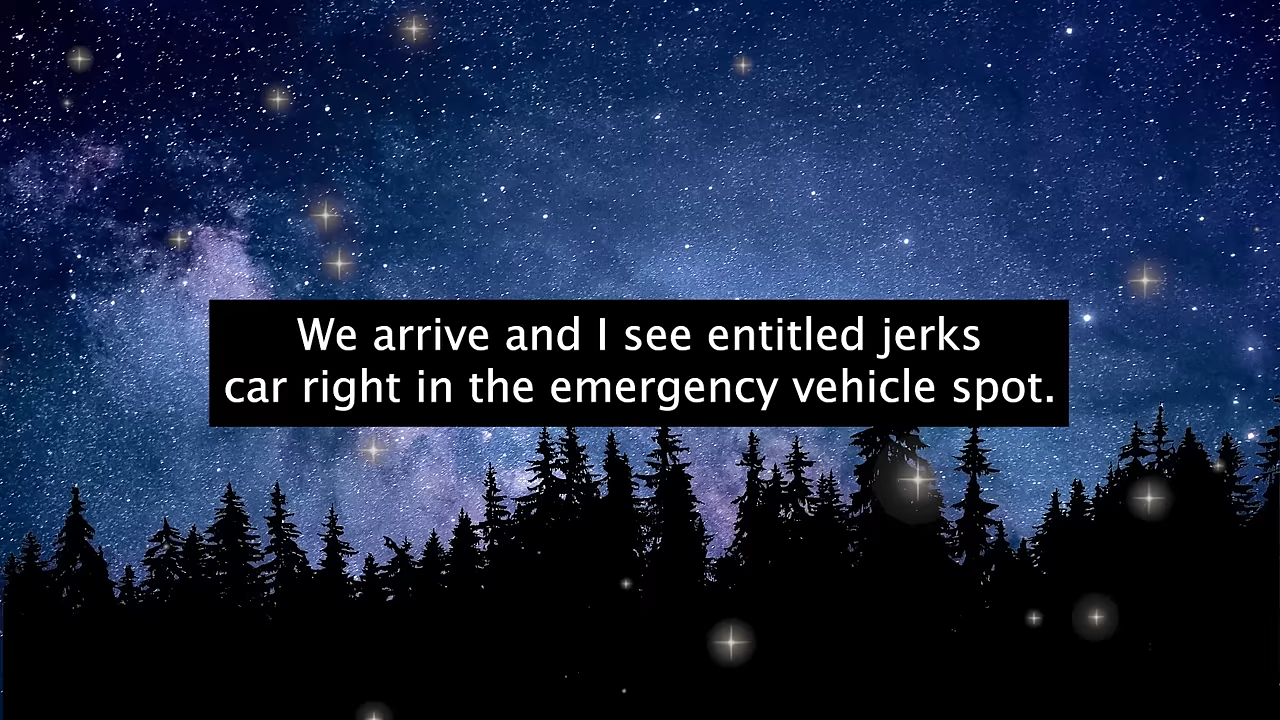 We arrive and I see entitled jerks
car right in the emergency vehicle spot.